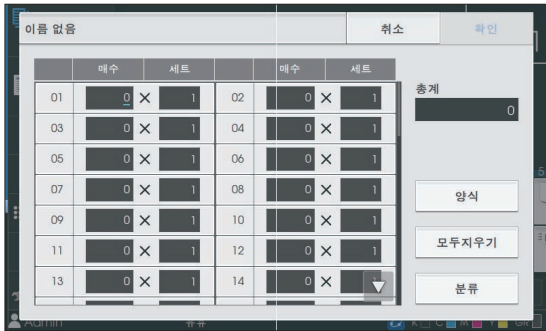 이름 없음 취소 확인
매수 세트 매수 세트
총계
0
01 0 × 1 02 0 × 1
03 0 × 1 04 0 × 1
05 0 × 1 06 0 × 1
07 0 × 1 08 0 × 1
양식
09 0 × 1 10 0 × 1
모두지우기
11 0 × 1 12 0 × 1
13 0 × 1 14 0 ×
분류
Admin K C M Y GR